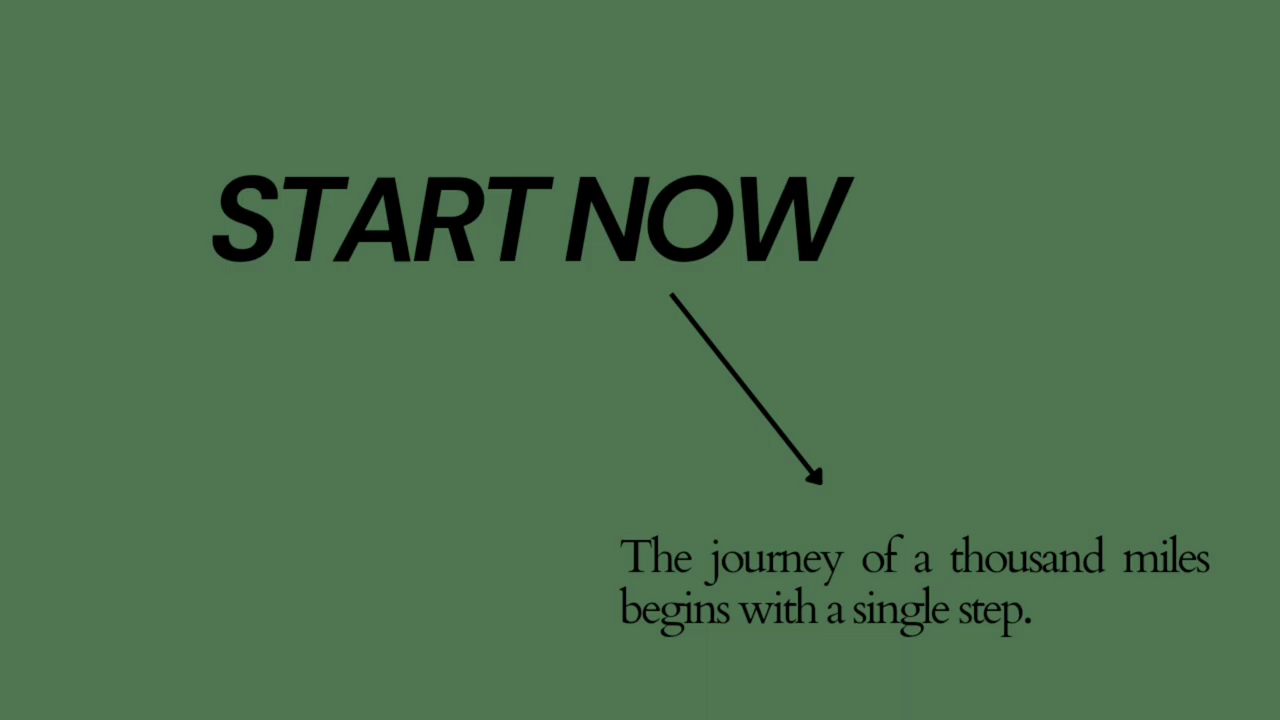 START NOW
The journey of a thousand miles
begins with a single step.